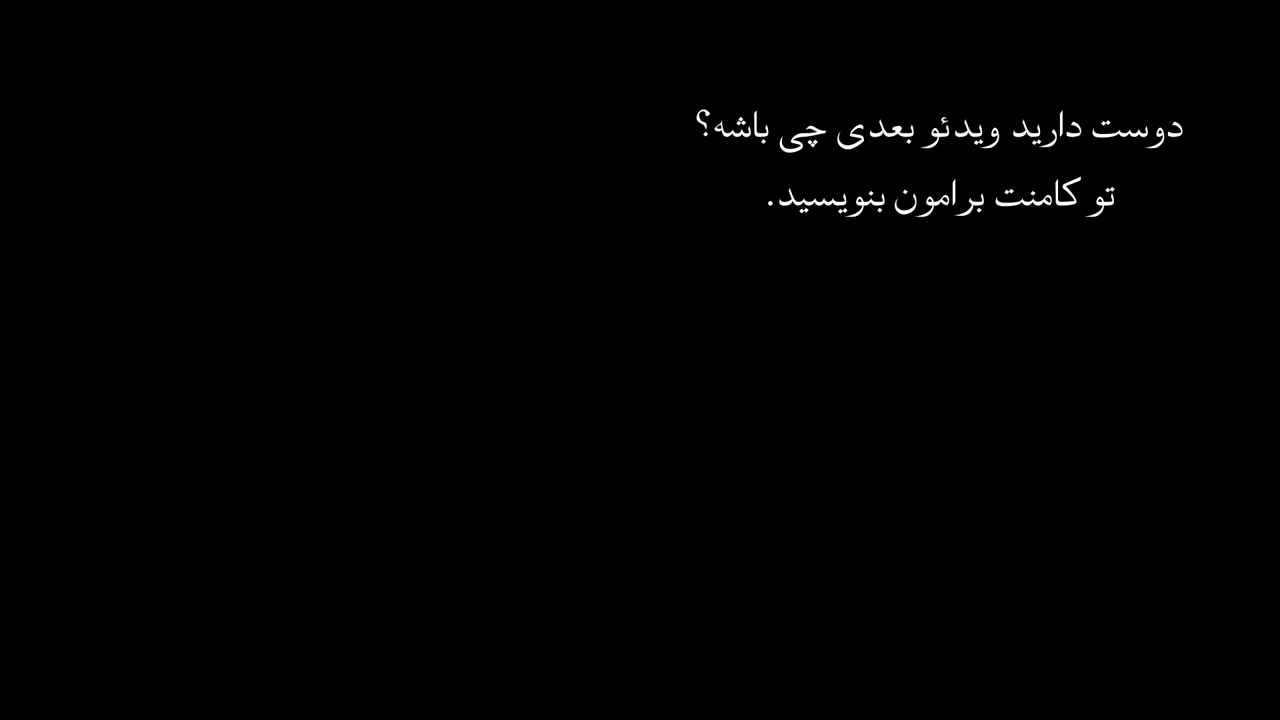 دوست دارید ویدئو بعدی چی باشه؟
تو کامنت برامون بنویسید.